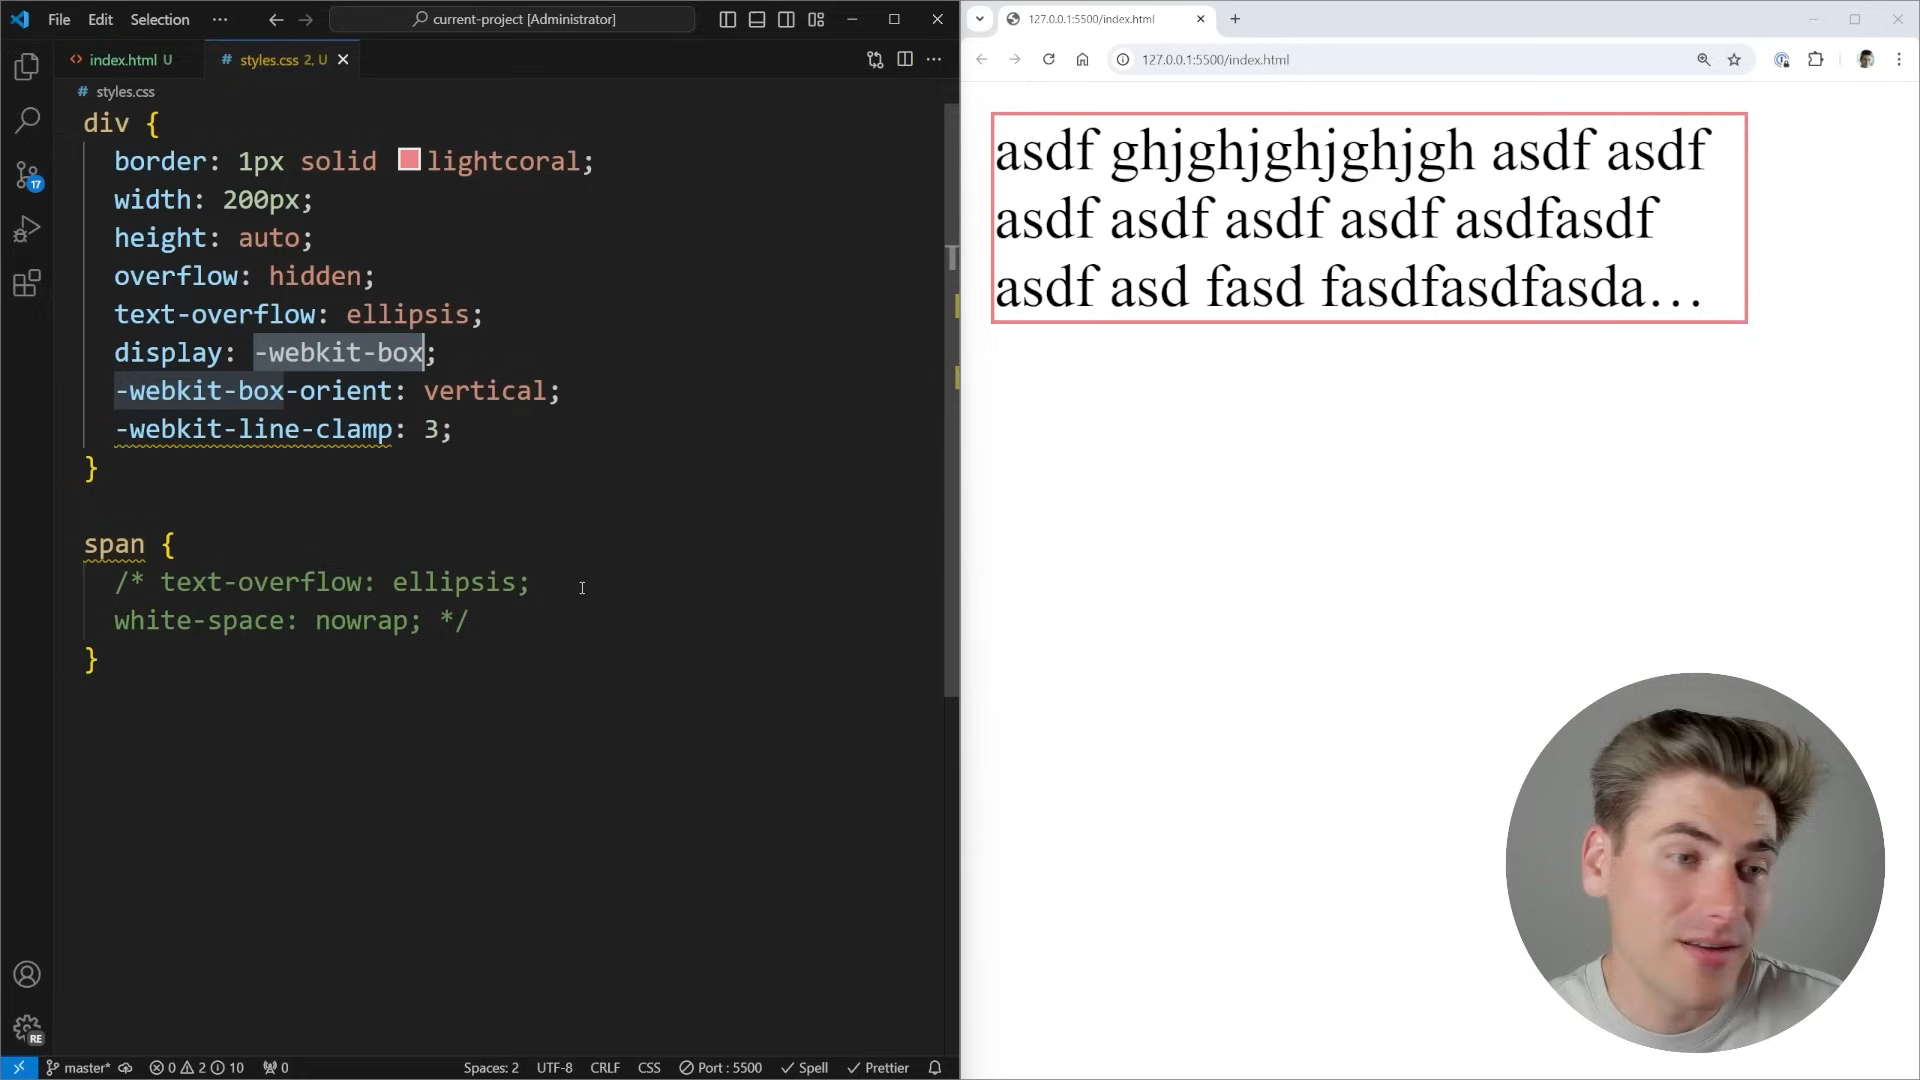 File Edit Selection ··· current-project [Administrator]
index.html U
# styles.css 2, U
# styles.css
div {
border: 1px solid lightcoral;
width: 200px;
height: auto;
overflow: hidden;
text-overflow: ellipsis;
display: -webkit-box;
-webkit-box-orient: vertical;
-webkit-line-clamp: 3;
}
span {
/* text-overflow: ellipsis;
white-space: nowrap; */
}
17
RE
master* 0 2 10 0 Spaces: 2 UTF-8 CRLF CSS Port : 5500 Spell Prettier
127.0.0.1:5500/index.html
127.0.0.1:5500/index.html
asdf ghjghjghjghjgh asdf asdf
asdf asdf asdf asdf asdfasdf
asdf asd fasd fasdfasdfasda…